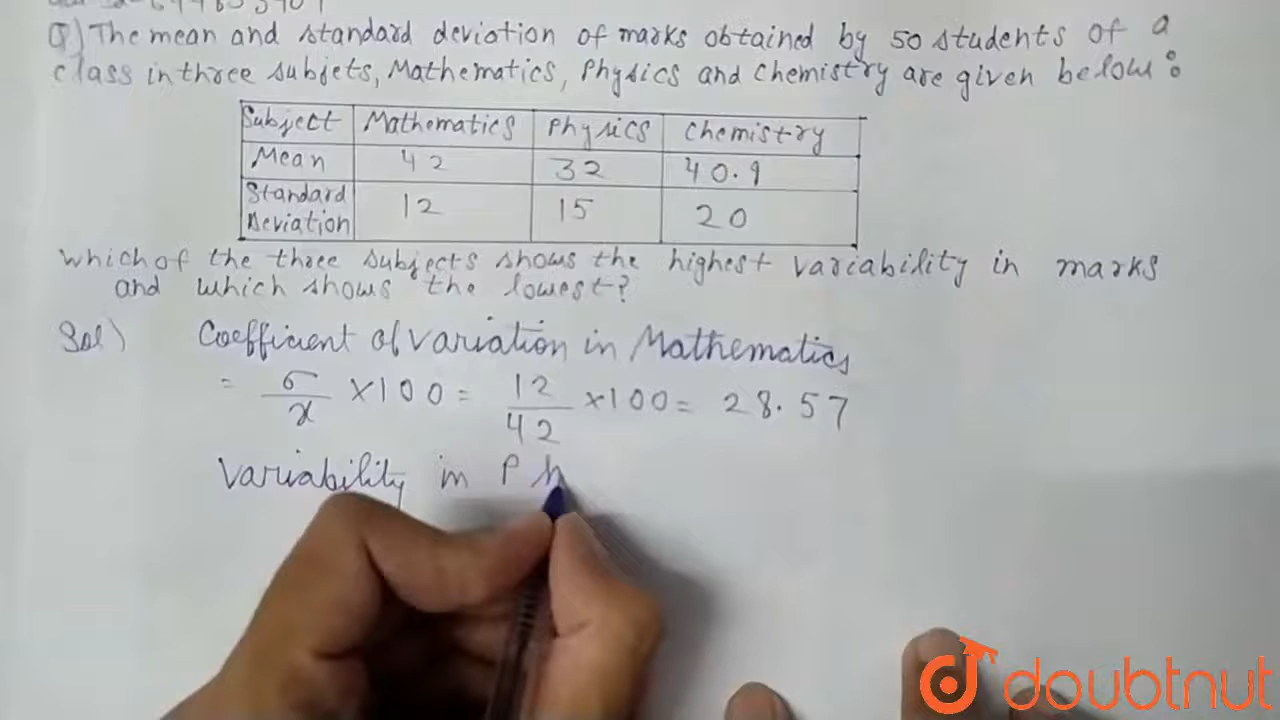 Q) The mean and standard deviation of marks obtained by 50 students of a
class in three subjets, Mathematics, Physics and Chemistry are given below :
Subject Mathematics Physics Chemistry
Mean 42 32 40.9
Standard Deviation 12 15 20
which of the three subjects shows the highest variability in marks
and which shows the lowest?
Sol) Coefficient of variation in Mathematics
= σ/x ×100 = 12/42 ×100 = 28.57
Variability in Ph
doubtnut